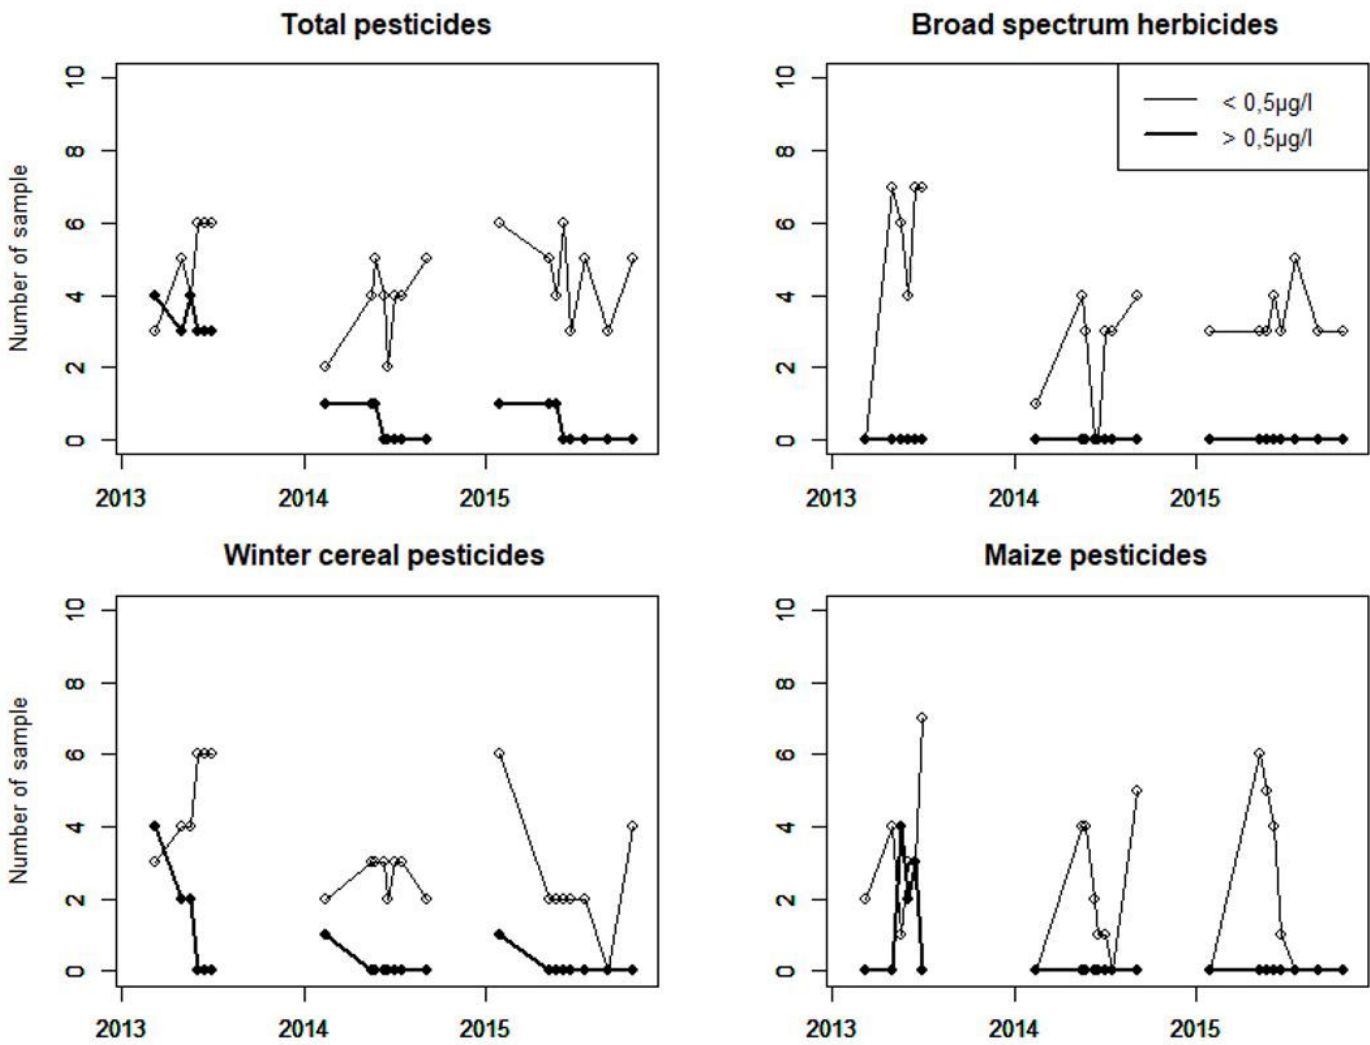 Total pesticides
Number of sample
10
8
6
4
2
0
2013 2014 2015
Broad spectrum herbicides
< 0,5µg/l
> 0,5µg/l
10
8
6
4
2
0
2013 2014 2015
Winter cereal pesticides
Number of sample
10
8
6
4
2
0
2013 2014 2015
Maize pesticides
10
8
6
4
2
0
2013 2014 2015